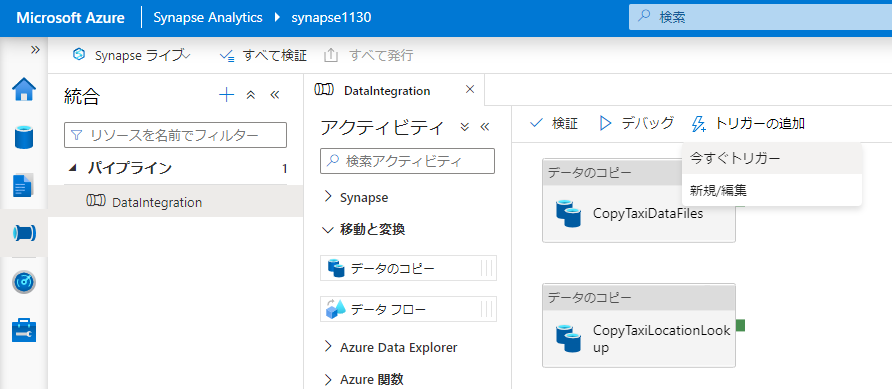 Microsoft Azure
Synapse Analytics
synapse1130
検索
Synapse ライブ
すべて検証
すべて発行
統合
DataIntegration
リソースを名前でフィルター
アクティビティ
検証
デバッグ
トリガーの追加
パイプライン
1
検索アクティビティ
今すぐトリガー
データのコピー
DataIntegration
Synapse
新規/編集
CopyTaxiDataFiles
移動と変換
データのコピー
データ フロー
データのコピー
CopyTaxiLocationLook
up
Azure Data Explorer
Azure 関数